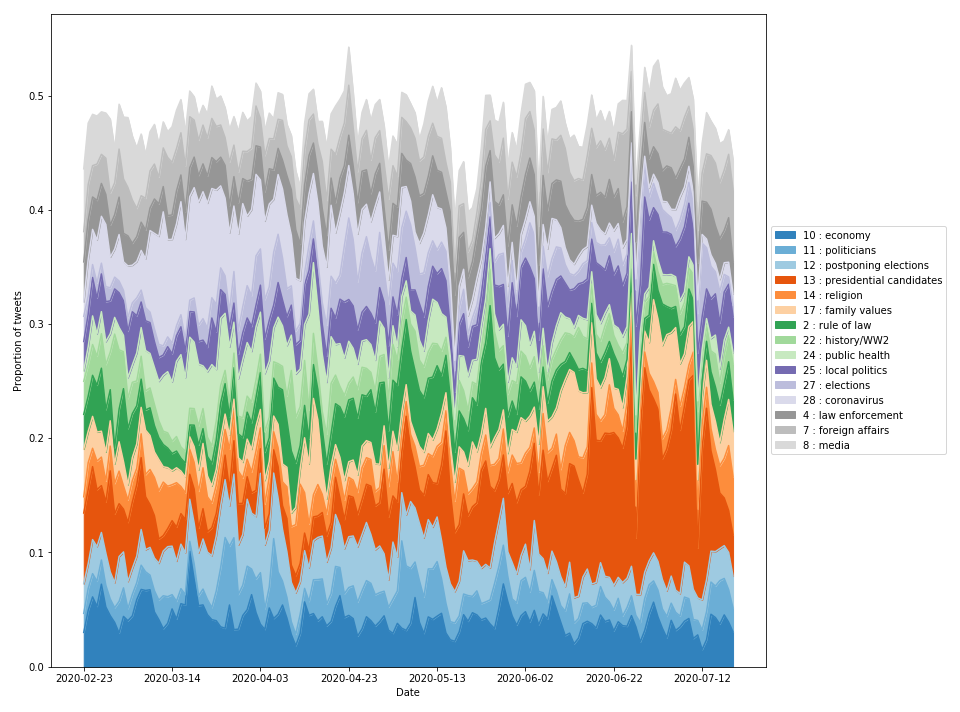 0.5
0.4
0.3
0.2
0.1
0.0
Proportion of tweets
2020-02-23 2020-03-14 2020-04-03 2020-04-23 2020-05-13 2020-06-02 2020-06-22 2020-07-12
Date
10 : economy
11 : politicians
12 : postponing elections
13 : presidential candidates
14 : religion
17 : family values
2 : rule of law
22 : history/WW2
24 : public health
25 : local politics
27 : elections
28 : coronavirus
4 : law enforcement
7 : foreign affairs
8 : media